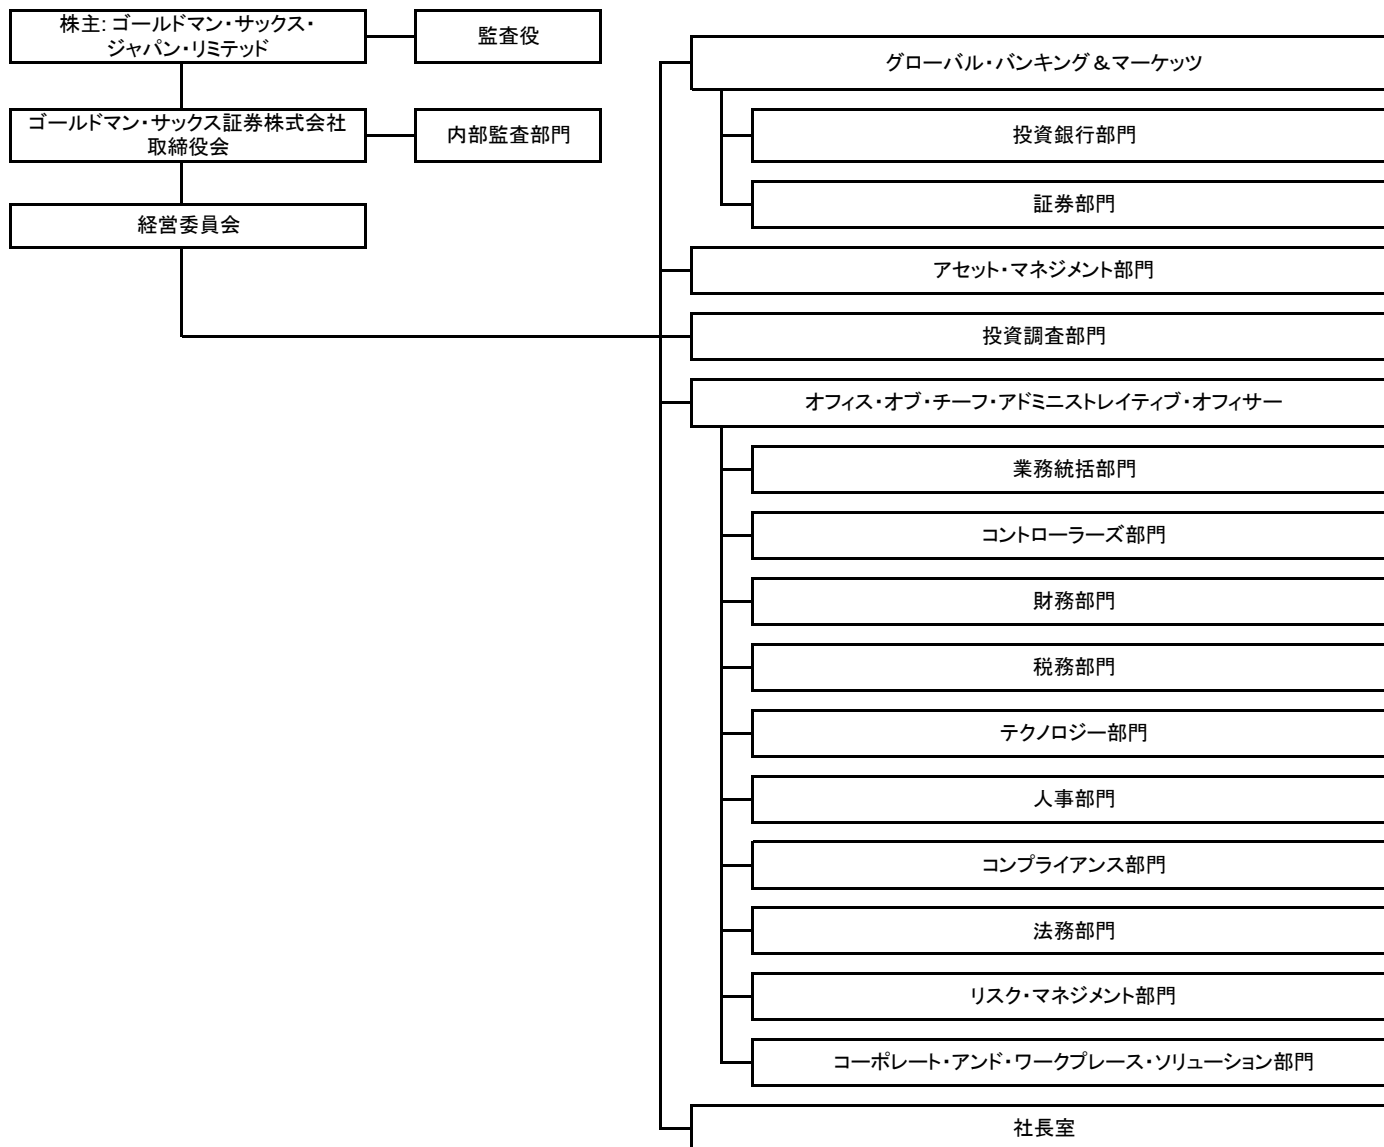 株主: ゴールドマン・サックス・
ジャパン・リミテッド
監査役
ゴールドマン・サックス証券株式会社
取締役会
内部監査部門
経営委員会
グローバル・バンキング＆マーケッツ
投資銀行部門
証券部門
アセット・マネジメント部門
投資調査部門
オフィス・オブ・チーフ・アドミニストレイティブ・オフィサー
業務統括部門
コントローラーズ部門
財務部門
税務部門
テクノロジー部門
人事部門
コンプライアンス部門
法務部門
リスク・マネジメント部門
コーポレート・アンド・ワークプレース・ソリューション部門
社長室